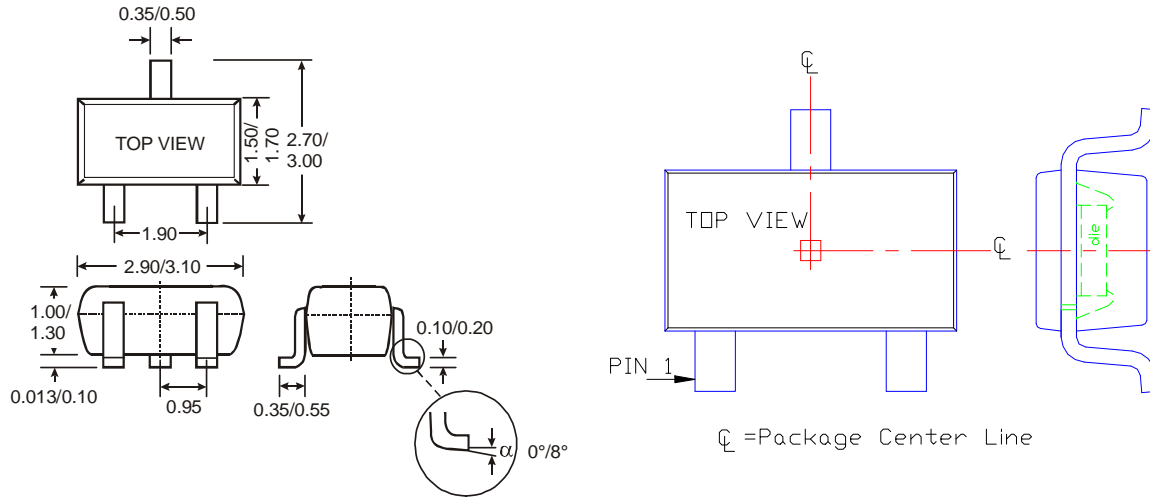 0.35/0.50
TOP VIEW
1.50/
1.70
2.70/
3.00
1.90
2.90/3.10
1.00/
1.30
0.013/0.10
0.95
0.10/0.20
0.35/0.55
α
0°/8°
℄
TOP VIEW
℄
PIN 1
die
℄ =Package Center Line